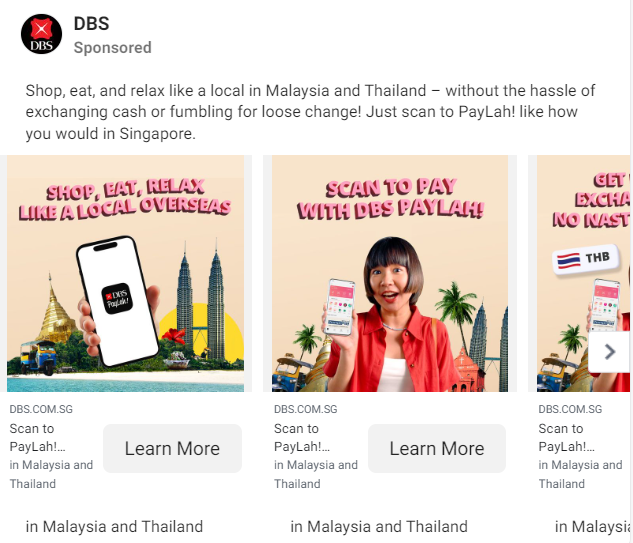 DBS
DBS
Sponsored
Shop, eat, and relax like a local in Malaysia and Thailand – without the hassle of
exchanging cash or fumbling for loose change! Just scan to PayLah! like how
you would in Singapore.
SHOP, EAT, RELAX
LIKE A LOCAL OVERSEAS
DBS
PayLah!
DBS.COM.SG
Scan to
PayLah!...
in Malaysia and
Thailand
Learn More
in Malaysia and Thailand
SCAN TO PAY
WITH DBS PAYLAH!
DBS.COM.SG
Scan to
PayLah!...
in Malaysia and
Thailand
Learn More
in Malaysia and Thailand
GET
EXCHA
NO NAST
THB
DBS.COM.SG
Scan to
PayLah!...
in Malaysia and
Thailand
in Malaysia